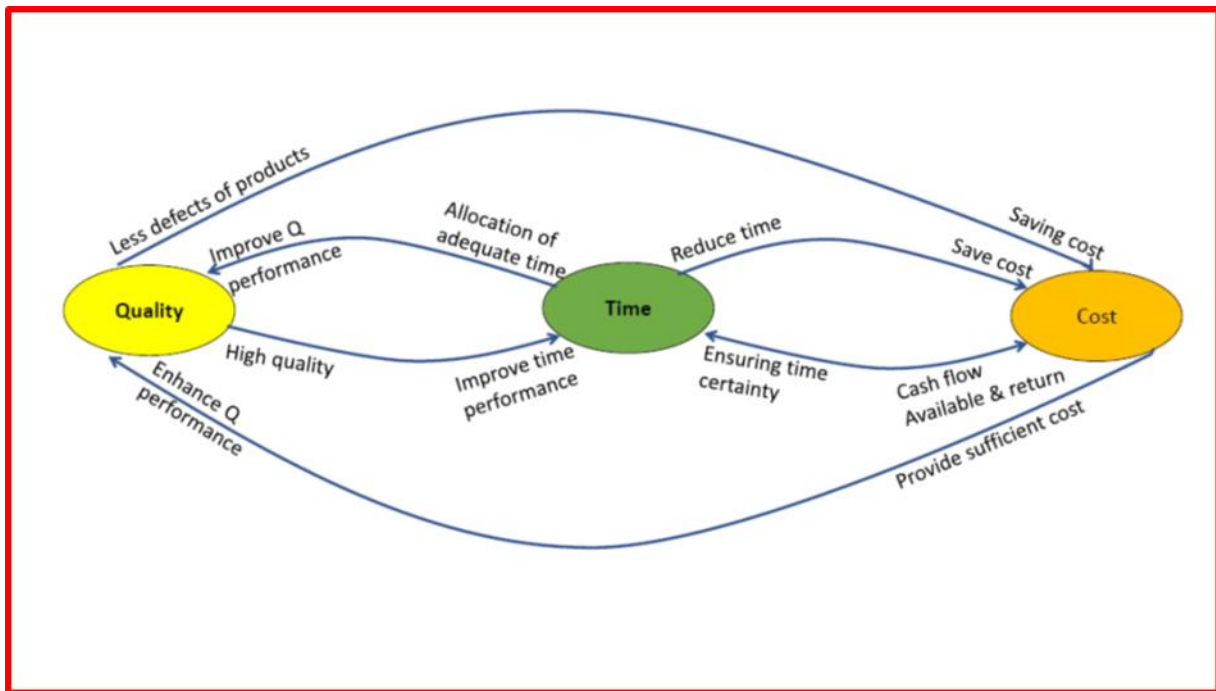 Less defects of products
Saving cost
Improve Q
performance
Allocation of
adequate time
Reduce time
Save cost
Quality
Time
Cost
High quality
Improve time
performance
Ensuring time
certainty
Cash flow
Available & return
Enhance Q
performance
Provide sufficient cost